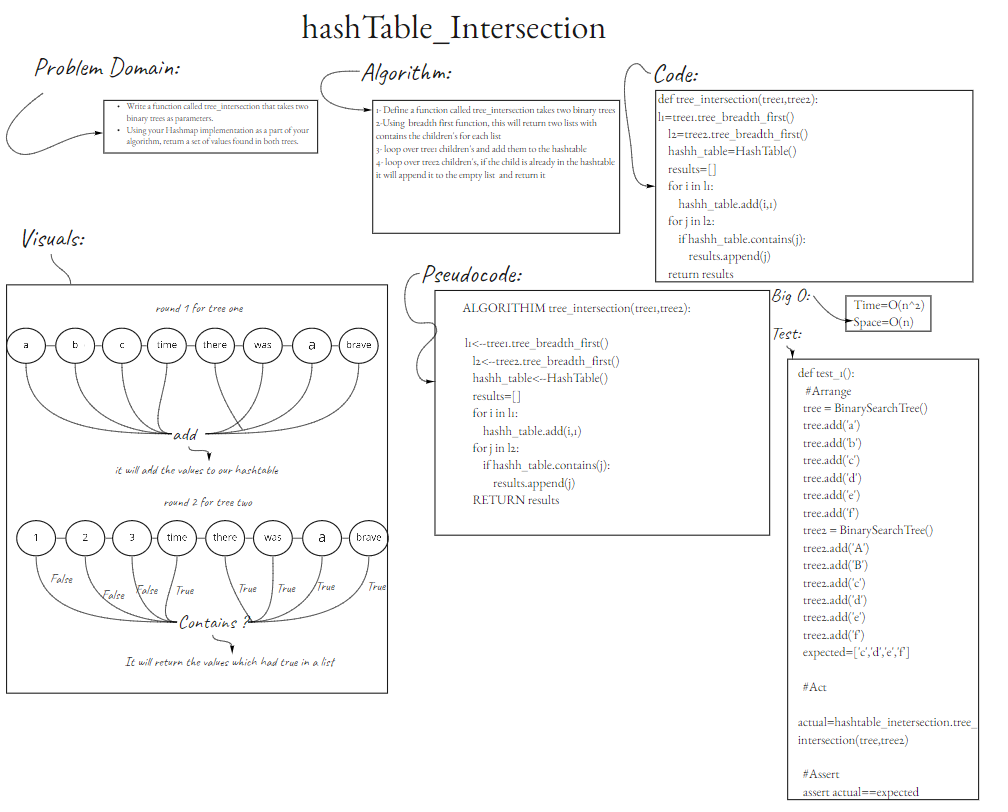 hashTable_Intersection
Problem Domain:
• Write a function called tree_intersection that takes two
binary trees as parameters.
• Using your Hashmap implementation as a part of your
algorithm, return a set of values found in both trees.
Algorithm:
1- Define a function called tree_intersection takes two binary trees
2-Using breadth first function, this will return two lists with
contains the children's for each list
3- loop over tree1 children's and add them to the hashtable
4- loop over tree2 children's, if the child is already in the hashtable
it will append it to the empty list and return it
Code:
def tree_intersection(tree1,tree2):
l1=tree1.tree_breadth_first()
l2=tree2.tree_breadth_first()
hashh_table=HashTable()
results=[]
for i in l1:
hashh_table.add(i,1)
for j in l2:
if hashh_table.contains(j):
results.append(j)
return results
Visuals:
round 1 for tree one
a b c time there was a brave
add
it will add the values to our hashtable
round 2 for tree two
1 2 3 time there was a brave
False False False True True True True True
Contains ?
It will return the values which had true in a list
Pseudocode:
ALGORITHIM tree_intersection(tree1,tree2):
l1<--tree1.tree_breadth_first()
l2<--tree2.tree_breadth_first()
hashh_table<--HashTable()
results=[]
for i in l1:
hashh_table.add(i,1)
for j in l2:
if hashh_table.contains(j):
results.append(j)
RETURN results
Big O:
Time=O(n^2)
Space=O(n)
Test:
def test_1():
#Arrange
tree = BinarySearchTree()
tree.add('a')
tree.add('b')
tree.add('c')
tree.add('d')
tree.add('e')
tree.add('f')
tree2 = BinarySearchTree()
tree2.add('A')
tree2.add('B')
tree2.add('c')
tree2.add('d')
tree2.add('e')
tree2.add('f')
expected=['c','d','e','f']
#Act
actual=hashtable_inetersection.tree_
intersection(tree,tree2)
#Assert
assert actual==expected